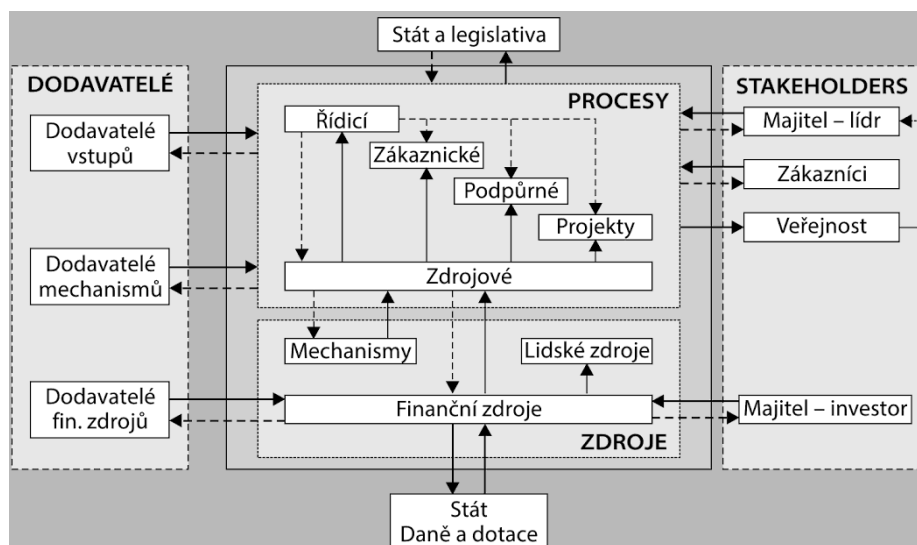 Stát a legislativa
DODAVATELÉ
Dodavatelé
vstupů
Dodavatelé
mechanismů
Dodavatelé
fin. zdrojů
PROCESY
Řídicí
Zákaznické
Podpůrné
Projekty
Zdrojové
Mechanismy
Lidské zdroje
Finanční zdroje
ZDROJE
Stát
Daně a dotace
STAKEHOLDERS
Majitel – lídr
Zákazníci
Veřejnost
Majitel – investor